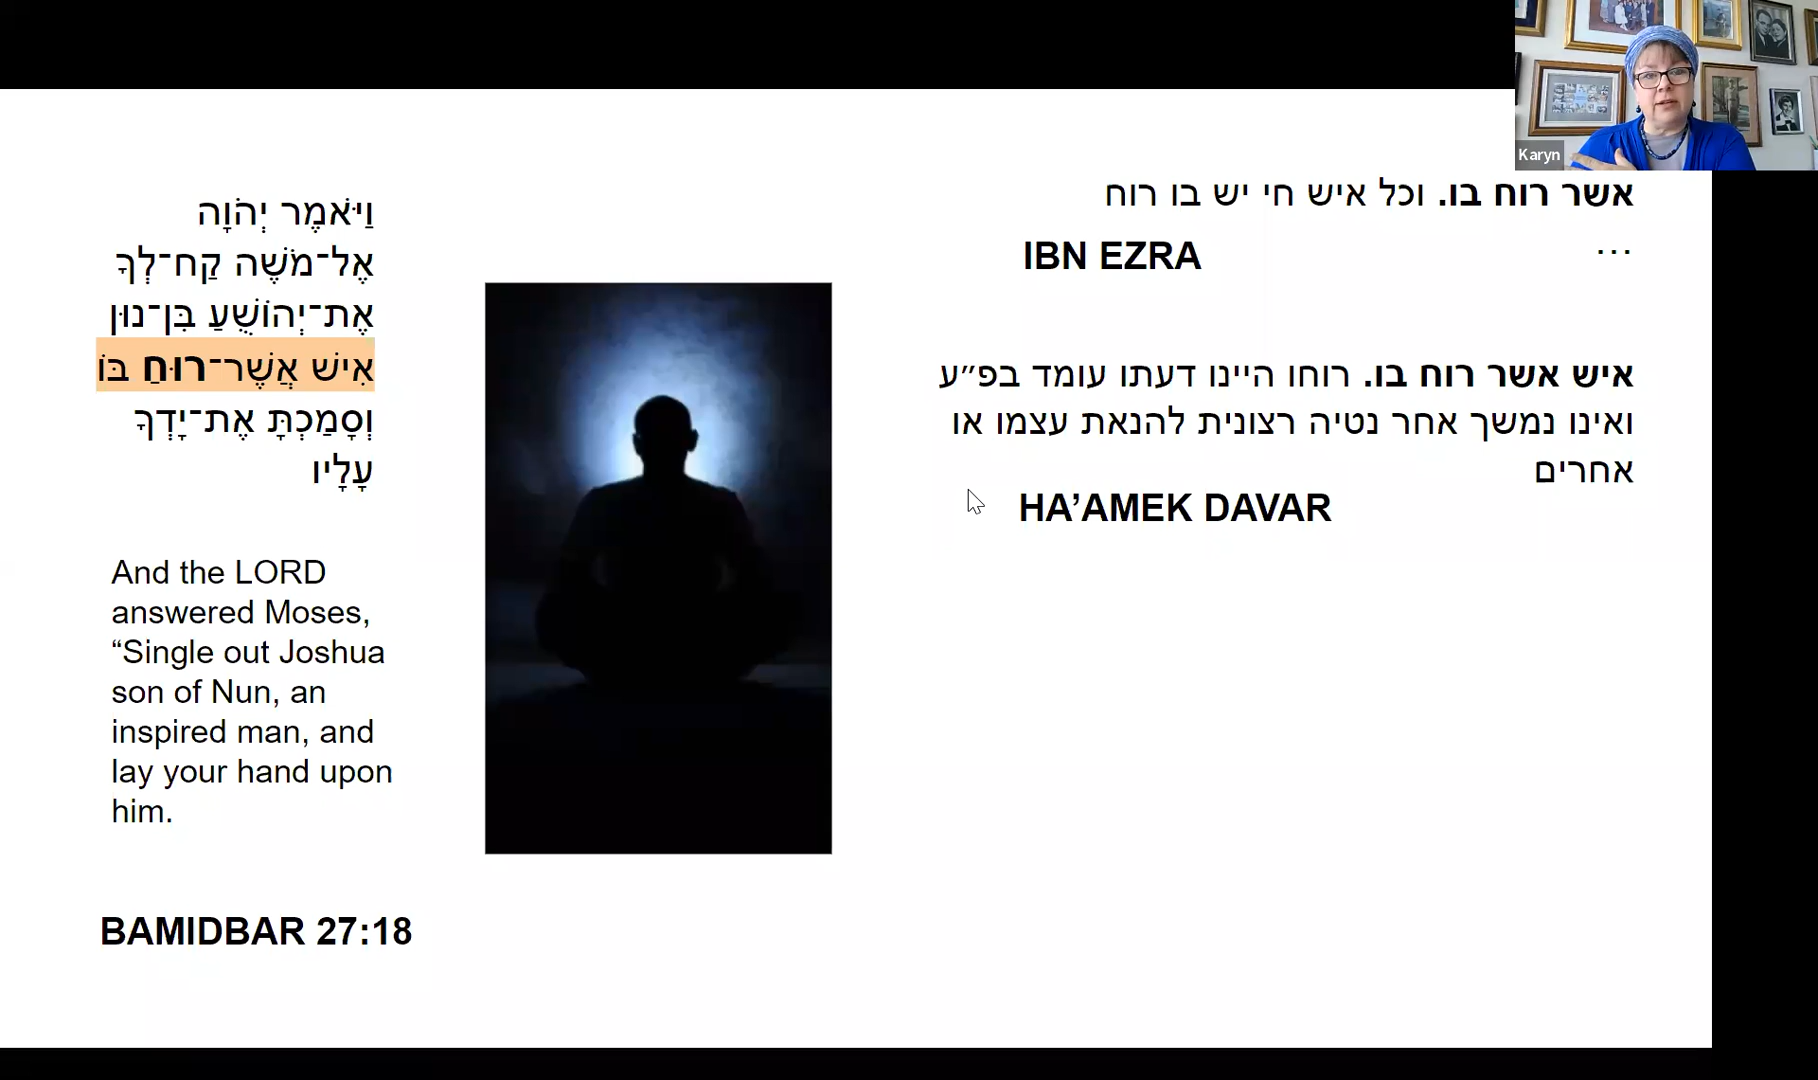 וַיֹּאמֶר יְהֹוָה
אֶל־מֹשֶׁה קַח־לְךָ
אֶת־יְהוֹשֻׁעַ בִּן־נוּן
אִישׁ אֲשֶׁר־רוּחַ בּוֹ
וְסָמַכְתָּ אֶת־יָדְךָ
עָלָיו
And the LORD
answered Moses,
“Single out Joshua
son of Nun, an
inspired man, and
lay your hand upon
him.
BAMIDBAR 27:18
אשר רוח בו. וכל איש חי יש בו רוח
...
IBN EZRA
איש אשר רוח בו. רוחו היינו דעתו עומד בפ״ע
ואינו נמשך אחר נטיה רצונית להנאת עצמו או
אחרים
HA’AMEK DAVAR
Karyn